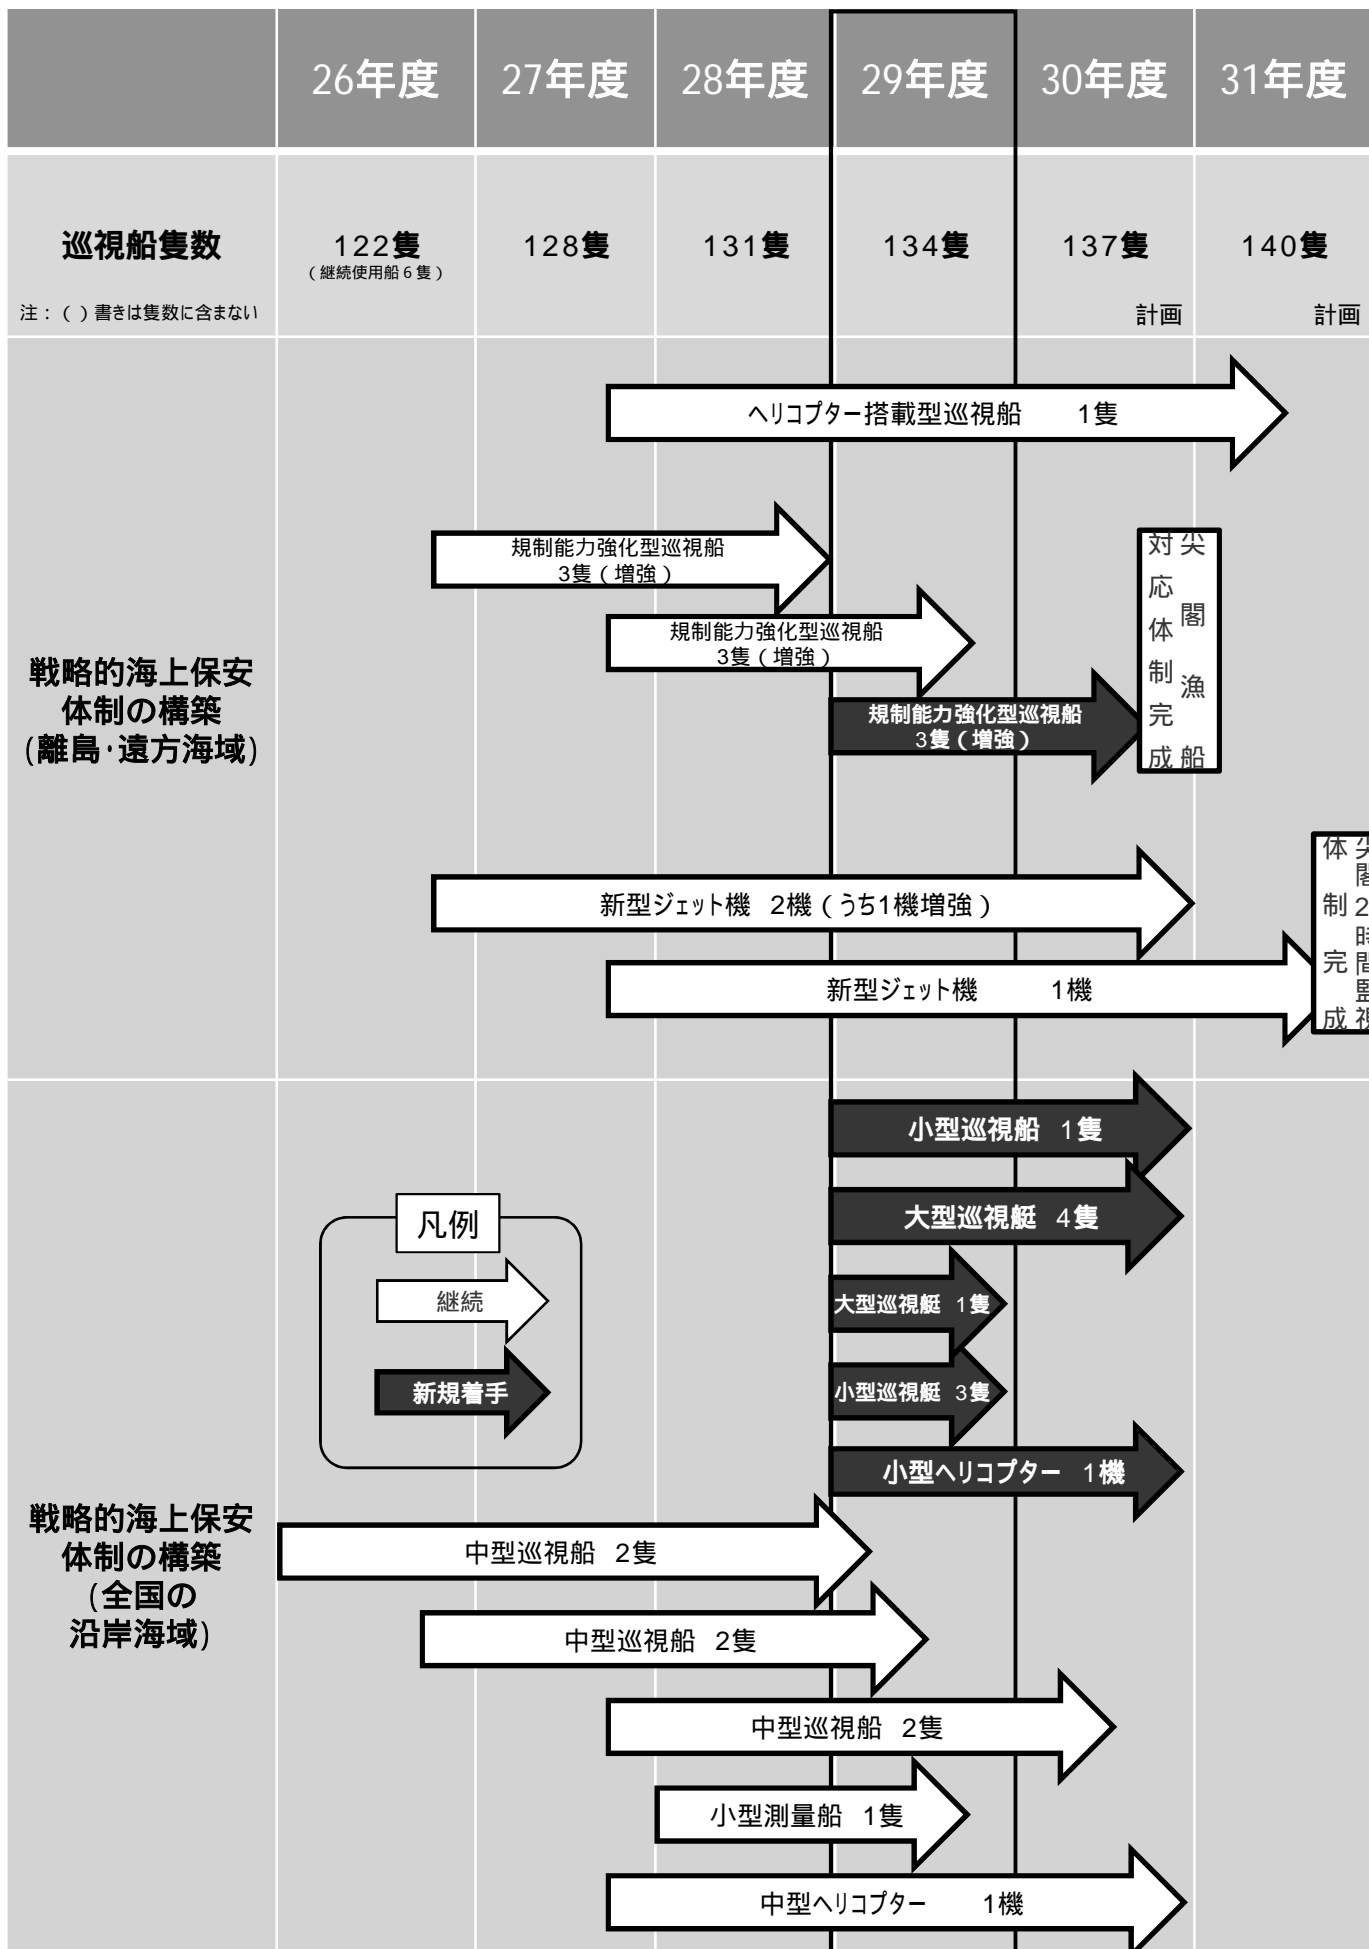 26年度 27年度 28年度 29年度 30年度 31年度
巡視船隻数
注：( ) 書きは隻数に含まない
122隻
( 継続使用船 6 隻 )
128隻
131隻
134隻
137隻
計画
140隻
計画
戦略的海上保安
体制の構築
(離島･遠方海域)
ヘリコプター搭載型巡視船 1隻
規制能力強化型巡視船
3隻 ( 増強 )
規制能力強化型巡視船
3隻 ( 増強 )
規制能力強化型巡視船
3隻 ( 増強 )
尖閣漁船
対応体制完成
新型ジェット機 2機 ( うち1機増強 )
新型ジェット機 1機
尖閣2時間監視
体制完成
戦略的海上保安
体制の構築
(全国の
沿岸海域)
小型巡視船 1隻
大型巡視艇 4隻
大型巡視艇 1隻
小型巡視艇 3隻
小型ヘリコプター 1機
凡例
継続
新規着手
中型巡視船 2隻
中型巡視船 2隻
中型巡視船 2隻
小型測量船 1隻
中型ヘリコプター 1機